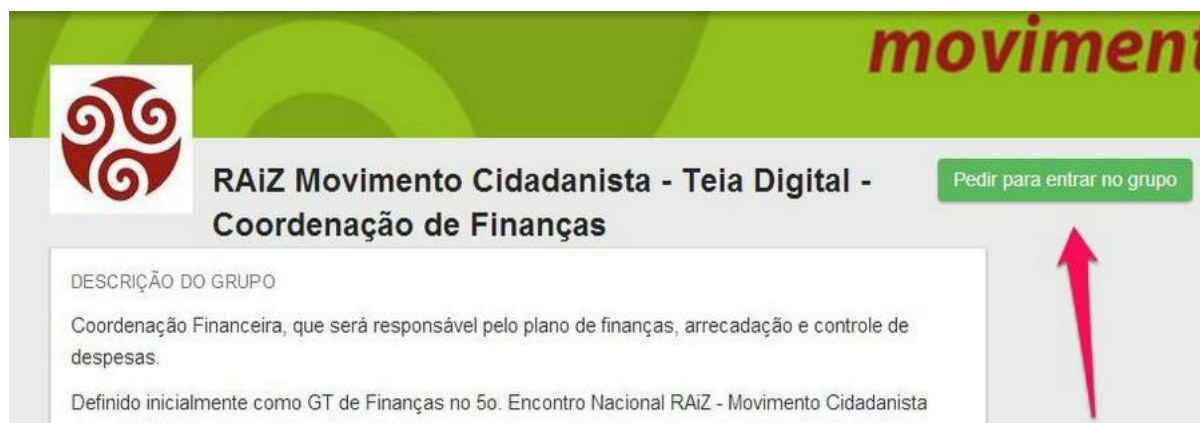 moviment
RAiZ Movimento Cidadanista - Teia Digital -
Coordenação de Finanças
Pedir para entrar no grupo
DESCRIÇÃO DO GRUPO
Coordenação Financeira, que será responsável pelo plano de finanças, arrecadação e controle de
despesas.
Definido inicialmente como GT de Finanças no 5o. Encontro Nacional RAiZ - Movimento Cidadanista